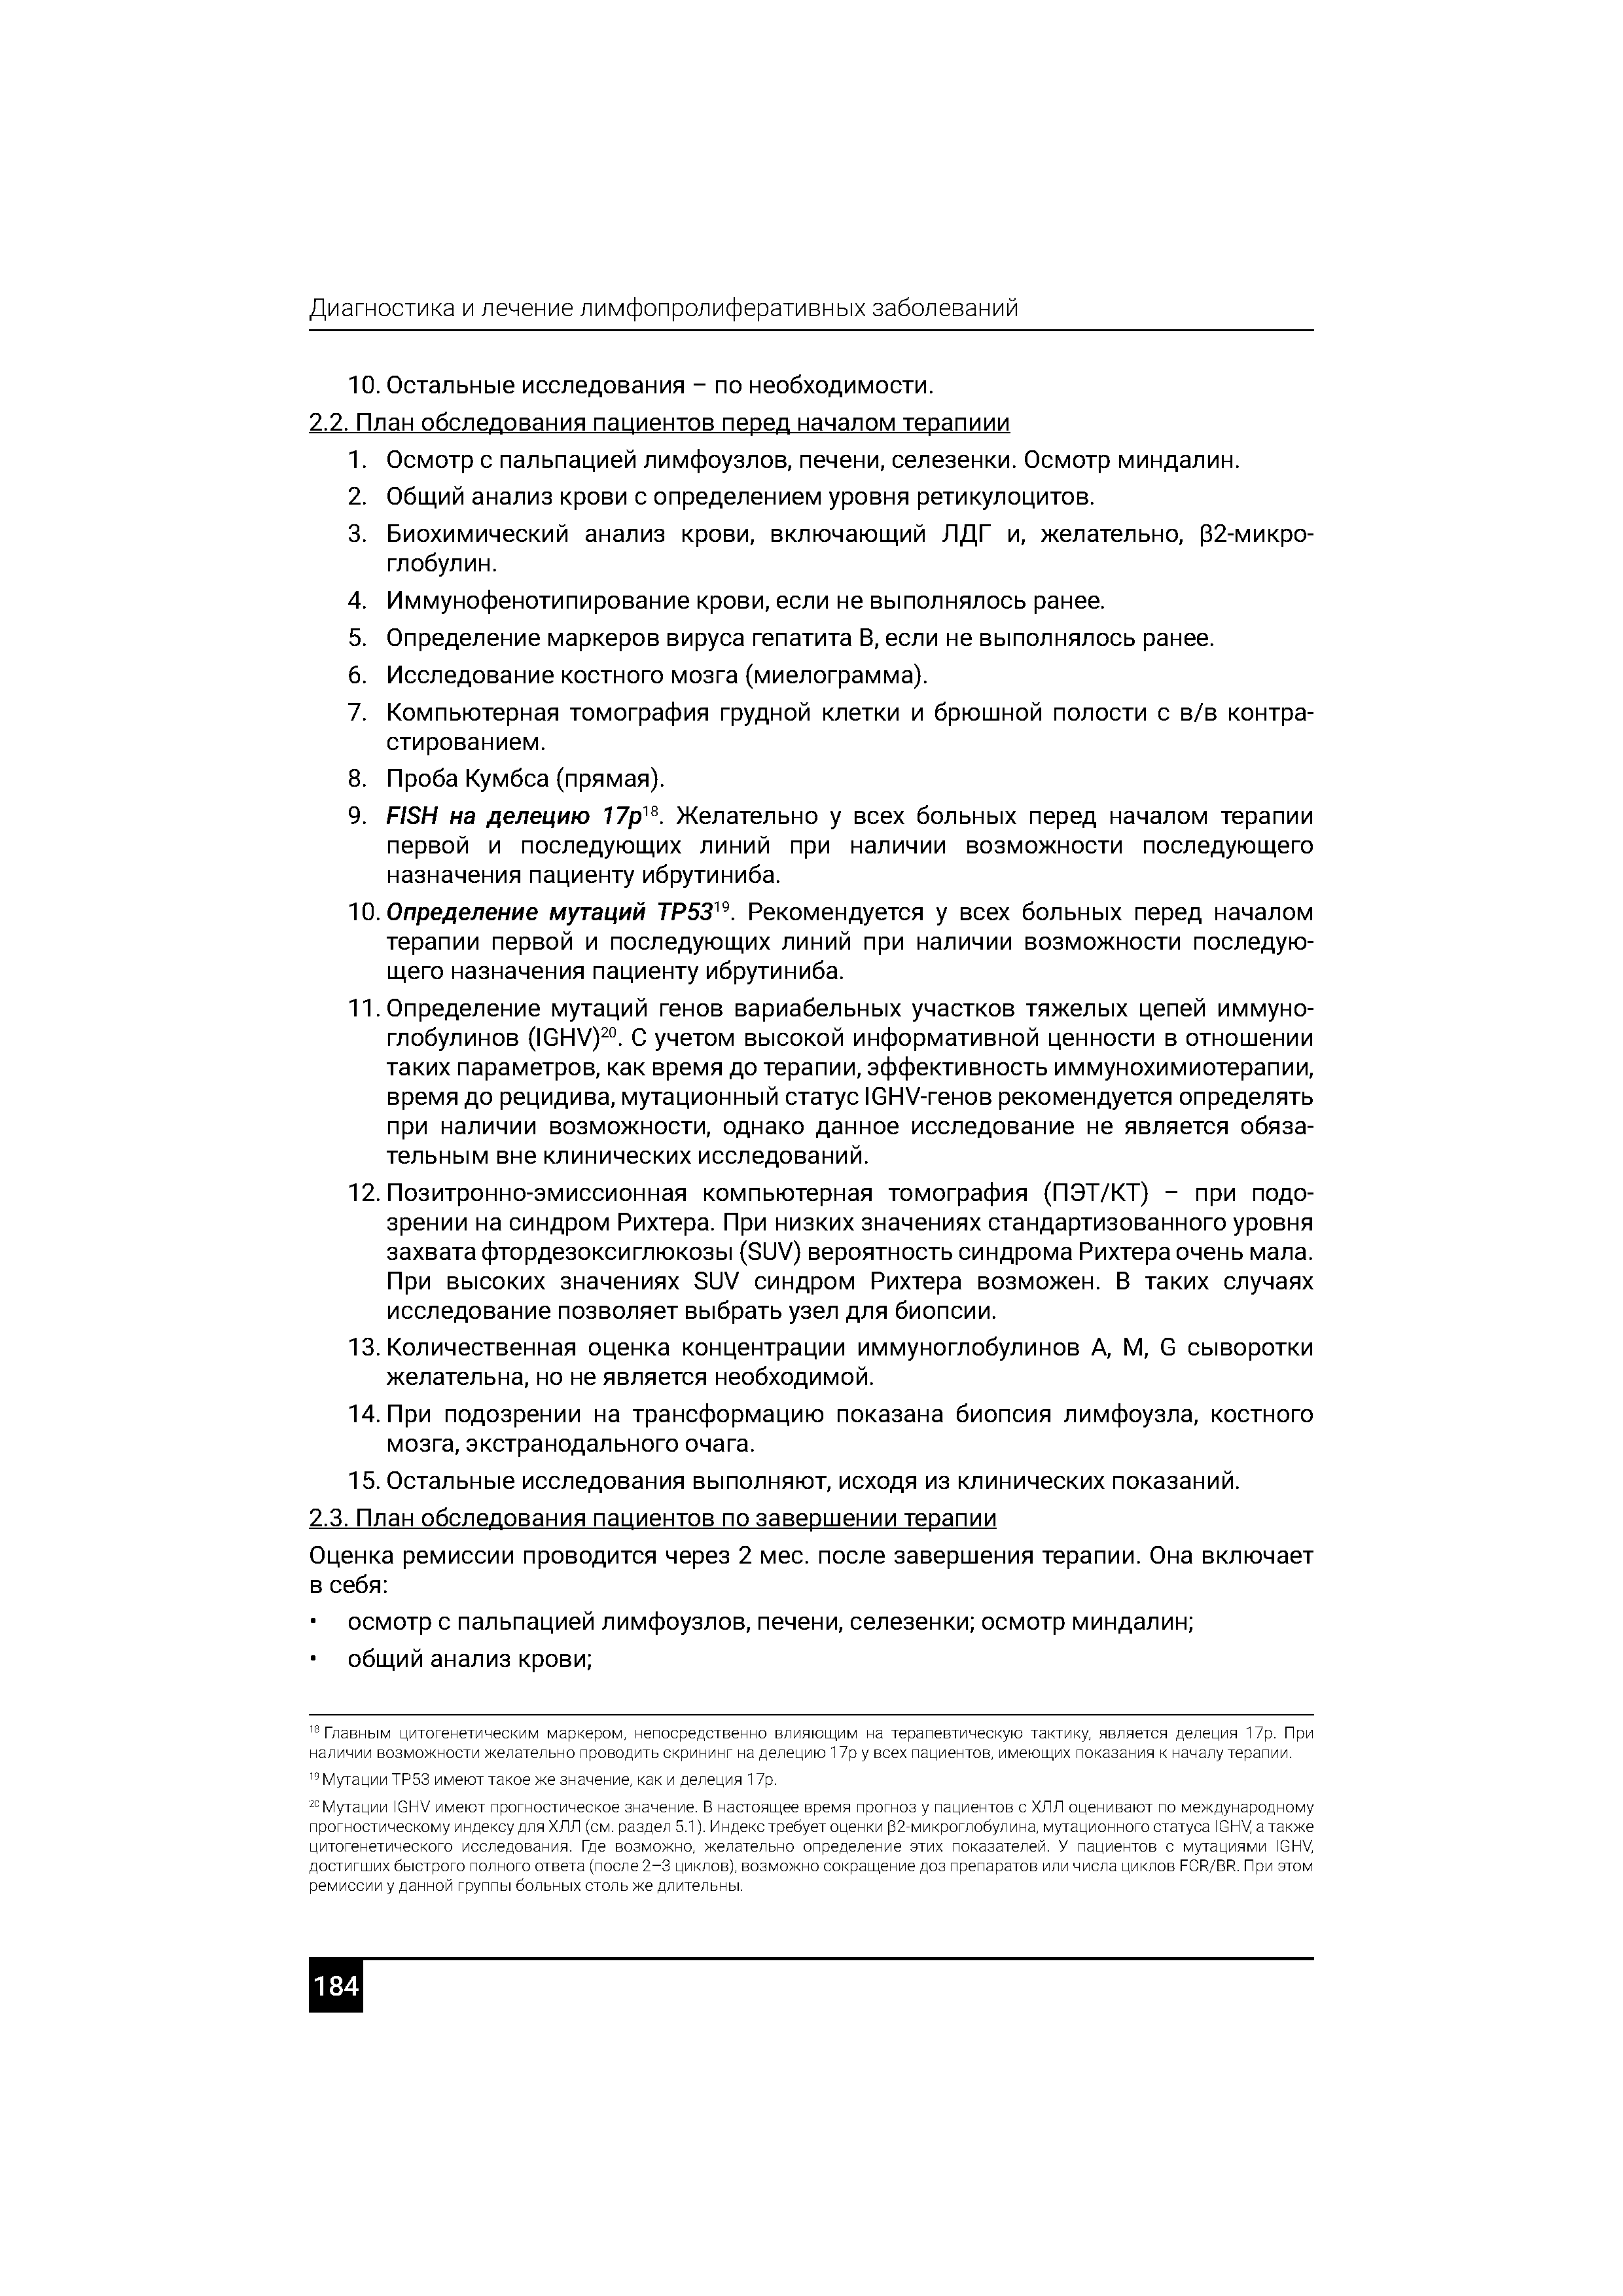 Диагностика и лечение лимфопролиферативных заболеваний
10. Остальные исследования – по необходимости.
2.2. План обследования пациентов перед началом терапиии
1. Осмотр с пальпацией лимфоузлов, печени, селезенки. Осмотр миндалин.
2. Общий анализ крови с определением уровня ретикулоцитов.
3. Биохимический анализ крови, включающий ЛДГ и, желательно, β2-микро-
глобулин.
4. Иммунофенотипирование крови, если не выполнялось ранее.
5. Определение маркеров вируса гепатита В, если не выполнялось ранее.
6. Исследование костного мозга (миелограмма).
7. Компьютерная томография грудной клетки и брюшной полости с в/в контра-
стированием.
8. Проба Кумбса (прямая).
9. FISH на делецию 17p¹⁸. Желательно у всех больных перед началом терапии
первой и последующих линий при наличии возможности последующего
назначения пациенту ибрутиниба.
10. Определение мутаций TP53¹⁹. Рекомендуется у всех больных перед началом
терапии первой и последующих линий при наличии возможности последую-
щего назначения пациенту ибрутиниба.
11. Определение мутаций генов вариабельных участков тяжелых цепей иммуно-
глобулинов (IGHV)²⁰. С учетом высокой информативной ценности в отношении
таких параметров, как время до терапии, эффективность иммунохимиотерапии,
время до рецидива, мутационный статус IGHV-генов рекомендуется определять
при наличии возможности, однако данное исследование не является обяза-
тельным вне клинических исследований.
12. Позитронно-эмиссионная компьютерная томография (ПЭТ/КТ) – при подо-
зрении на синдром Рихтера. При низких значениях стандартизованного уровня
захвата фтордезоксиглюкозы (SUV) вероятность синдрома Рихтера очень мала.
При высоких значениях SUV синдром Рихтера возможен. В таких случаях
исследование позволяет выбрать узел для биопсии.
13. Количественная оценка концентрации иммуноглобулинов A, M, G сыворотки
желательна, но не является необходимой.
14. При подозрении на трансформацию показана биопсия лимфоузла, костного
мозга, экстранодального очага.
15. Остальные исследования выполняют, исходя из клинических показаний.
2.3. План обследования пациентов по завершении терапии
Оценка ремиссии проводится через 2 мес. после завершения терапии. Она включает
в себя:
• осмотр с пальпацией лимфоузлов, печени, селезенки; осмотр миндалин;
• общий анализ крови;
¹⁸ Главным цитогенетическим маркером, непосредственно влияющим на терапевтическую тактику, является делеция 17p. При
наличии возможности желательно проводить скрининг на делецию 17p у всех пациентов, имеющих показания к началу терапии.
¹⁹ Мутации TP53 имеют такое же значение, как и делеция 17p.
²⁰ Мутации IGHV имеют прогностическое значение. В настоящее время прогноз у пациентов с ХЛЛ оценивают по международному
прогностическому индексу для ХЛЛ (см. раздел 5.1). Индекс требует оценки β2-микроглобулина, мутационного статуса IGHV, а также
цитогенетического исследования. Где возможно, желательно определение этих показателей. У пациентов с мутациями IGHV,
достигших быстрого полного ответа (после 2–3 циклов), возможно сокращение доз препаратов или числа циклов FCR/BR. При этом
ремиссии у данной группы больных столь же длительны.
184